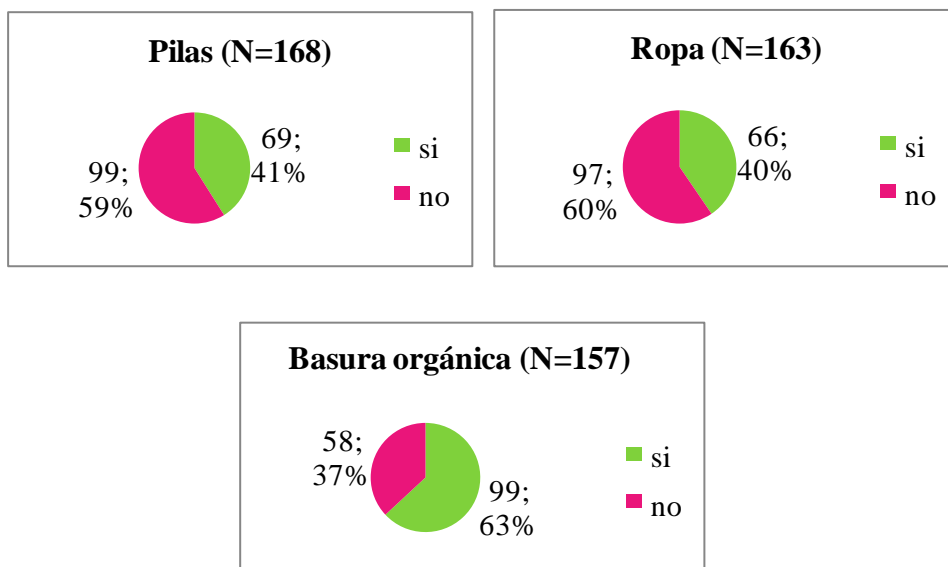 Pilas (N=168)
69;
41%
99;
59%
si
no
Ropa (N=163)
66;
40%
97;
60%
si
no
Basura orgánica (N=157)
58;
37%
99;
63%
si
no